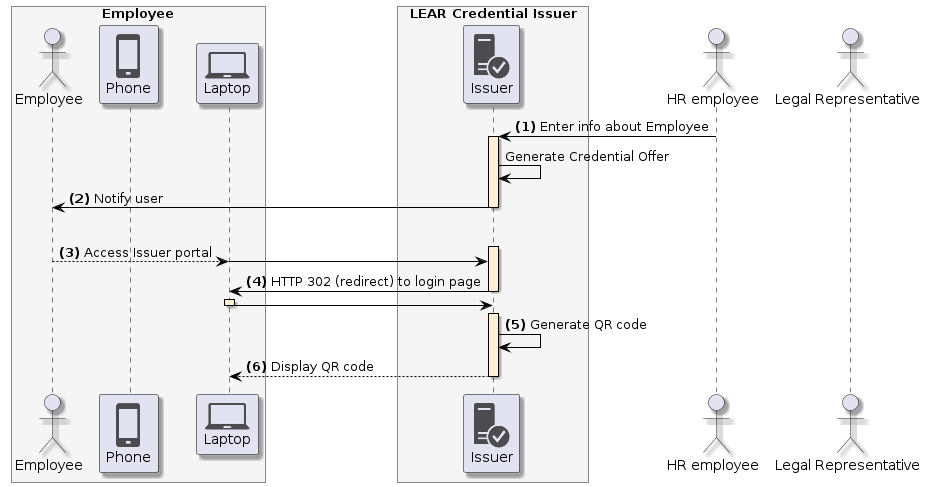 Employee
LEAR Credential Issuer
Employee
Phone
Laptop
Issuer
HR employee
Legal Representative
(1) Enter info about Employee
Generate Credential Offer
(2) Notify user
(3) Access Issuer portal
(4) HTTP 302 (redirect) to login page
(5) Generate QR code
(6) Display QR code
Employee
Phone
Laptop
Issuer
HR employee
Legal Representative